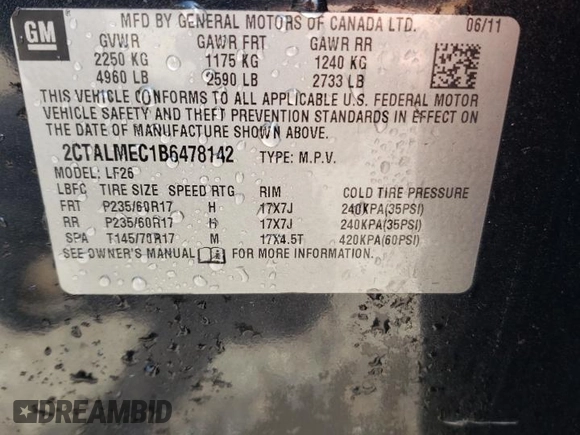 GM
MFD BY GENERAL MOTORS OF CANADA LTD. 06/11
GVWR GAWR FRT GAWR RR
2250 KG 1175 KG 1240 KG
4960 LB 2590 LB 2733 LB
THIS VEHICLE CONFORMS TO ALL APPLICABLE U.S. FEDERAL MOTOR
VEHICLE SAFETY AND THEFT PREVENTION STANDARDS IN EFFECT ON
THE DATE OF MANUFACTURE SHOWN ABOVE.
2CTALMEC1B6478142 TYPE: M.P.V.
MODEL: LF26
LBFC TIRE SIZE SPEED RTG RIM COLD TIRE PRESSURE
FRT P235/60R17 H 17X7J 240KPA(35PSI)
RR P235/60R17 H 17X7J 240KPA(35PSI)
SPA T145/70R17 M 17X4.5T 420KPA(60PSI)
SEE OWNER'S MANUAL FOR MORE INFORMATION.
DREAMBID